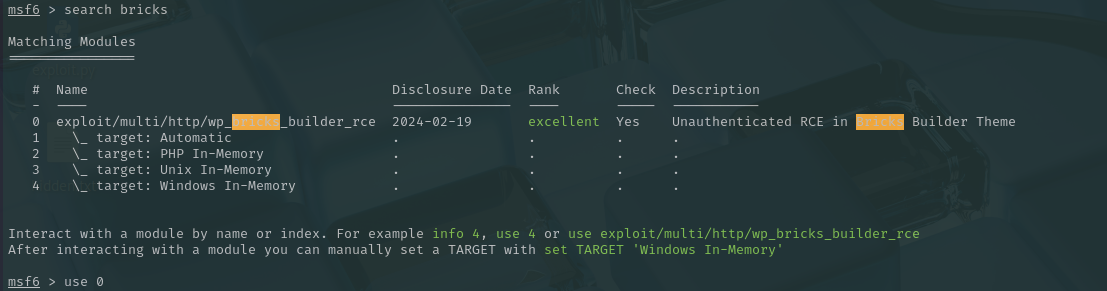 msf6 > search bricks
Matching Modules
================
# Name Disclosure Date Rank Check Description
- ---- --------------- ---- ----- -----------
0 exploit/multi/http/wp_bricks_builder_rce 2024-02-19 excellent Yes Unauthenticated RCE in Bricks Builder Theme
1 \_ target: Automatic . . . .
2 \_ target: PHP In-Memory . . . .
3 \_ target: Unix In-Memory . . . .
4 \_ target: Windows In-Memory . . . .
Interact with a module by name or index. For example info 4, use 4 or use exploit/multi/http/wp_bricks_builder_rce
After interacting with a module you can manually set a TARGET with set TARGET 'Windows In-Memory'
msf6 > use 0